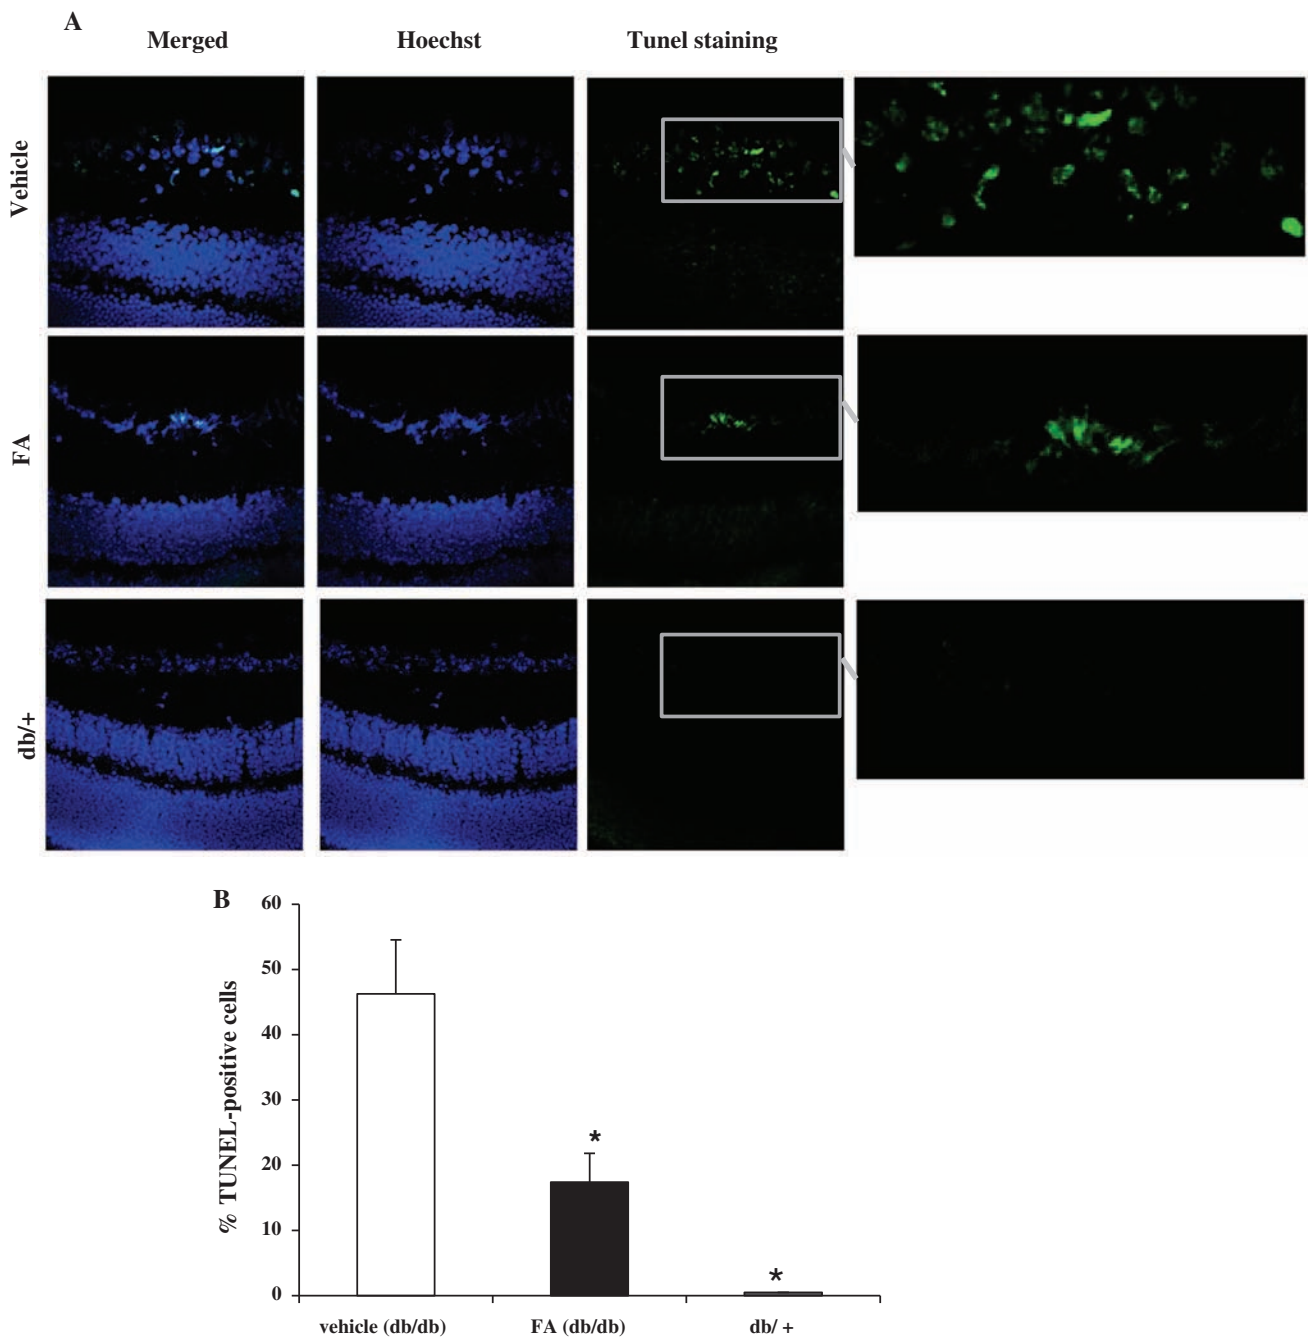 A
Merged Hoechst Tunel staining
Vehicle
FA
db/+
B
% TUNEL-positive cells
60
50
40
30
20
10
0
*
*
vehicle (db/db) FA (db/db) db/ +